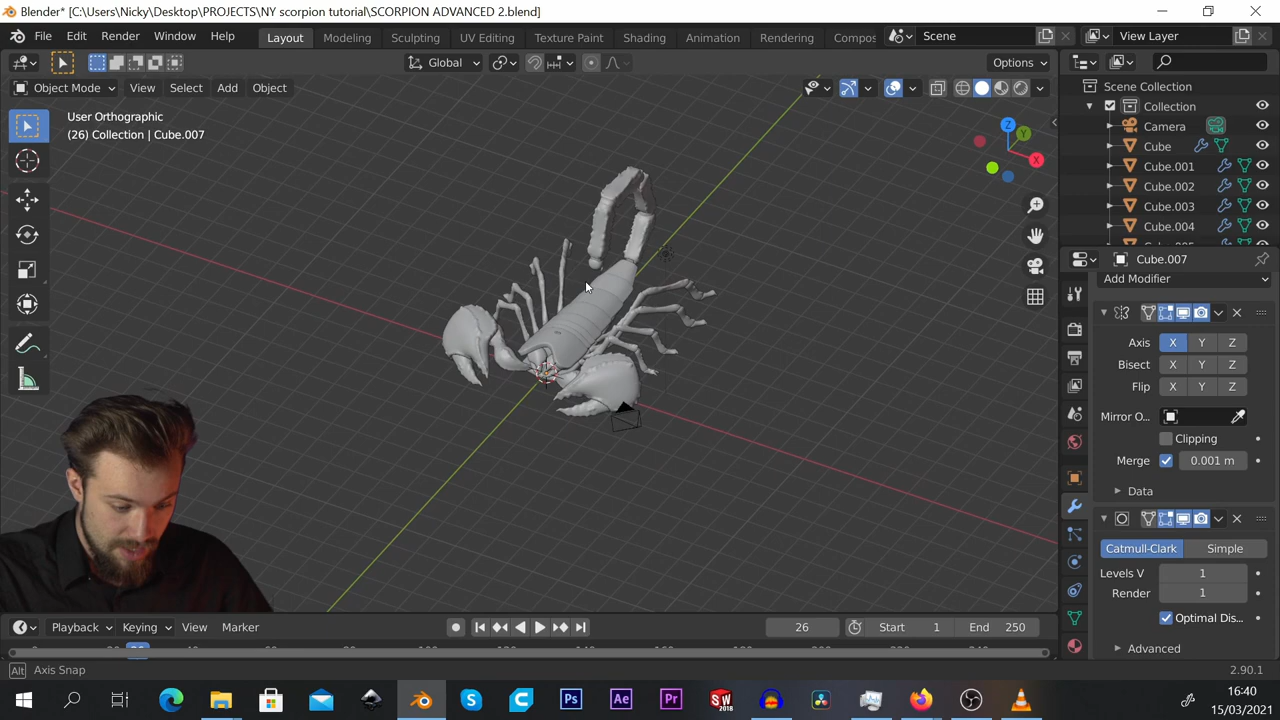 Blender* [C:\Users\Nicky\Desktop\PROJECTS\NY scorpion tutorial\SCORPION ADVANCED 2.blend]
File Edit Render Window Help Layout Modeling Sculpting UV Editing Texture Paint Shading Animation Rendering Compos Scene View Layer
Global Options
Object Mode View Select Add Object
User Orthographic
(26) Collection | Cube.007
Z
Y
X
Scene Collection
Collection
Camera
Cube
Cube.001
Cube.002
Cube.003
Cube.004
Cube.007
Add Modifier
Axis X Y Z
Bisect X Y Z
Flip X Y Z
Mirror O...
Clipping
Merge 0.001 m
Data
Catmull-Clark Simple
Levels V 1
Render 1
Optimal Dis...
Advanced
Playback Keying View Marker 26 Start 1 End 250
Alt Axis Snap 2.90.1
Ps Ae Pr SW 2018
16:40
15/03/2021